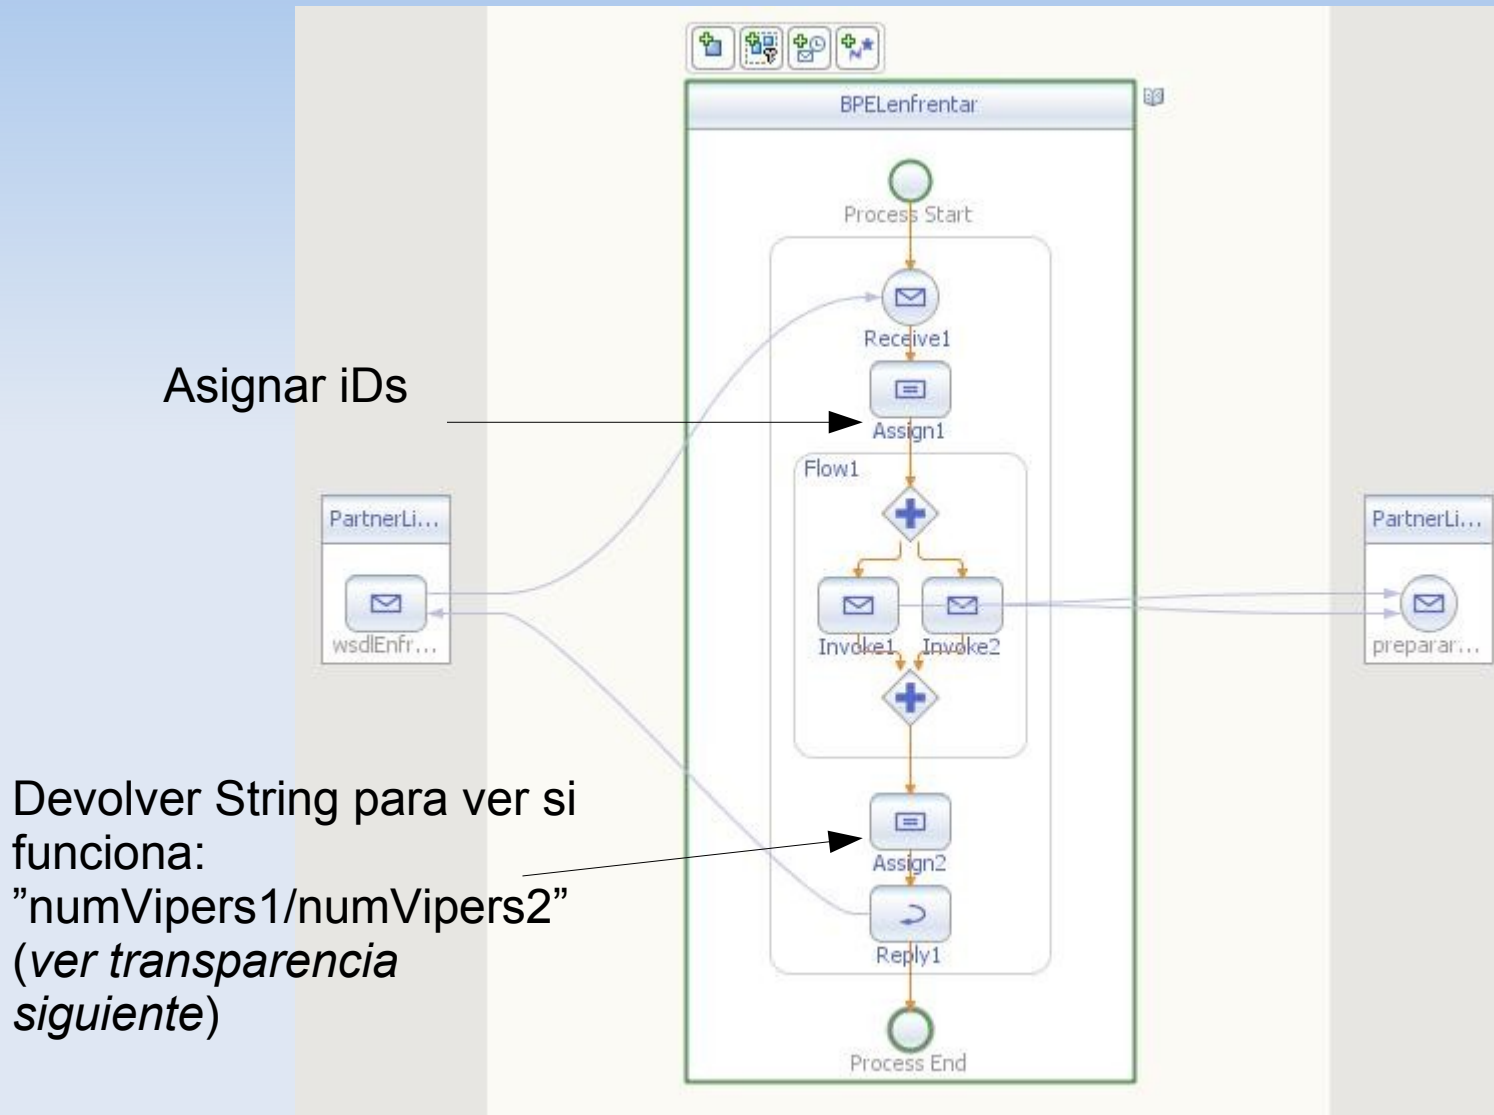 BPELenfrentar
Process Start
Receive1
Asignar iDs
Assign1
Flow1
PartnerLi...
PartnerLi...
wsdlEnfr...
Invoke1
Invoke2
preparar...
Devolver String para ver si
funciona:
”numVipers1/numVipers2”
(ver transparencia
siguiente)
Assign2
Reply1
Process End